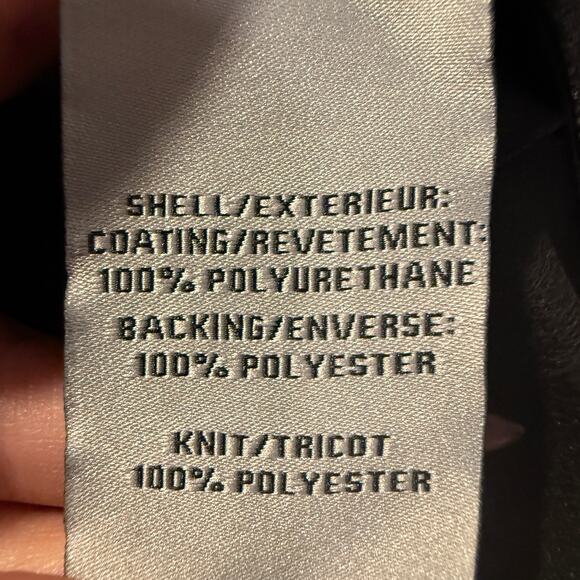 SHELL/EXTERIEUR:
COATING/REVETEMENT:
100% POLYURETHANE
BACKING/ENVERSE:
100% POLYESTER
KNIT/TRICOT
100% POLYESTER